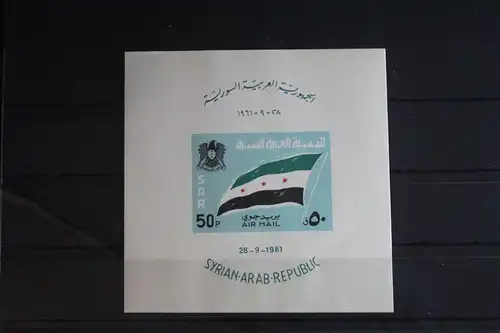 الجمهورية العربية السورية
١٩٦١-٩-٢٨
الجمهورية العربية السورية
SAR
50P
بريد جوي
AIR MAIL
٥٠ ق
28-9-1961
SYRIAN·ARAB·REPUBLIC